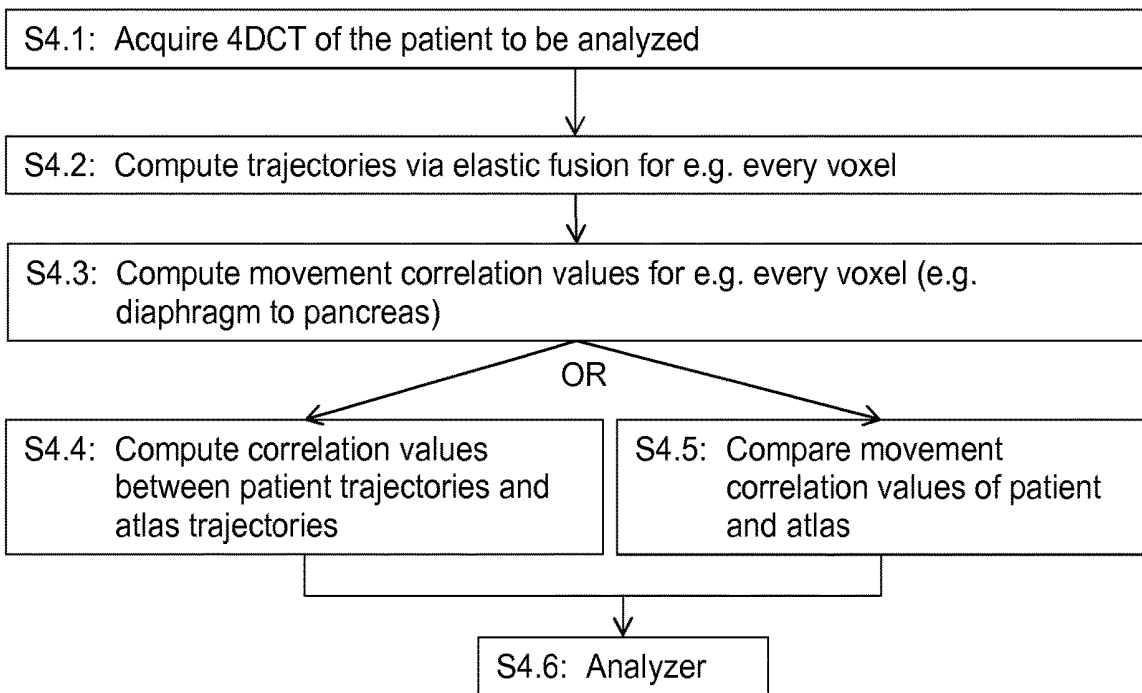 S4.1: Acquire 4DCT of the patient to be analyzed
S4.2: Compute trajectories via elastic fusion for e.g. every voxel
S4.3: Compute movement correlation values for e.g. every voxel (e.g.
diaphragm to pancreas)
OR
S4.4: Compute correlation values
between patient trajectories and
atlas trajectories
S4.5: Compare movement
correlation values of patient
and atlas
S4.6: Analyzer